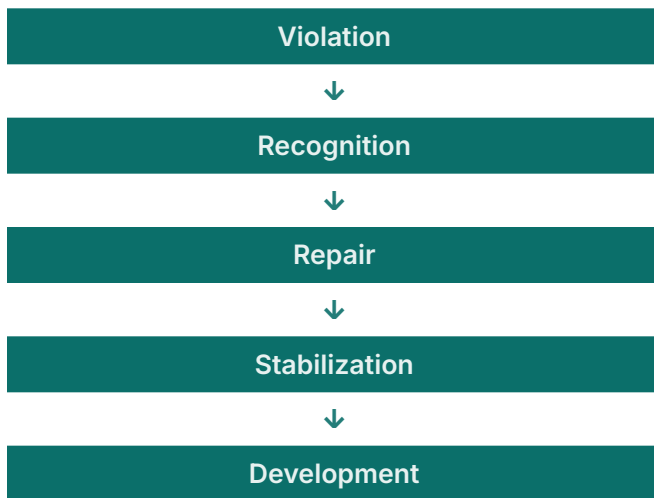 Violation
↓
Recognition
↓
Repair
↓
Stabilization
↓
Development